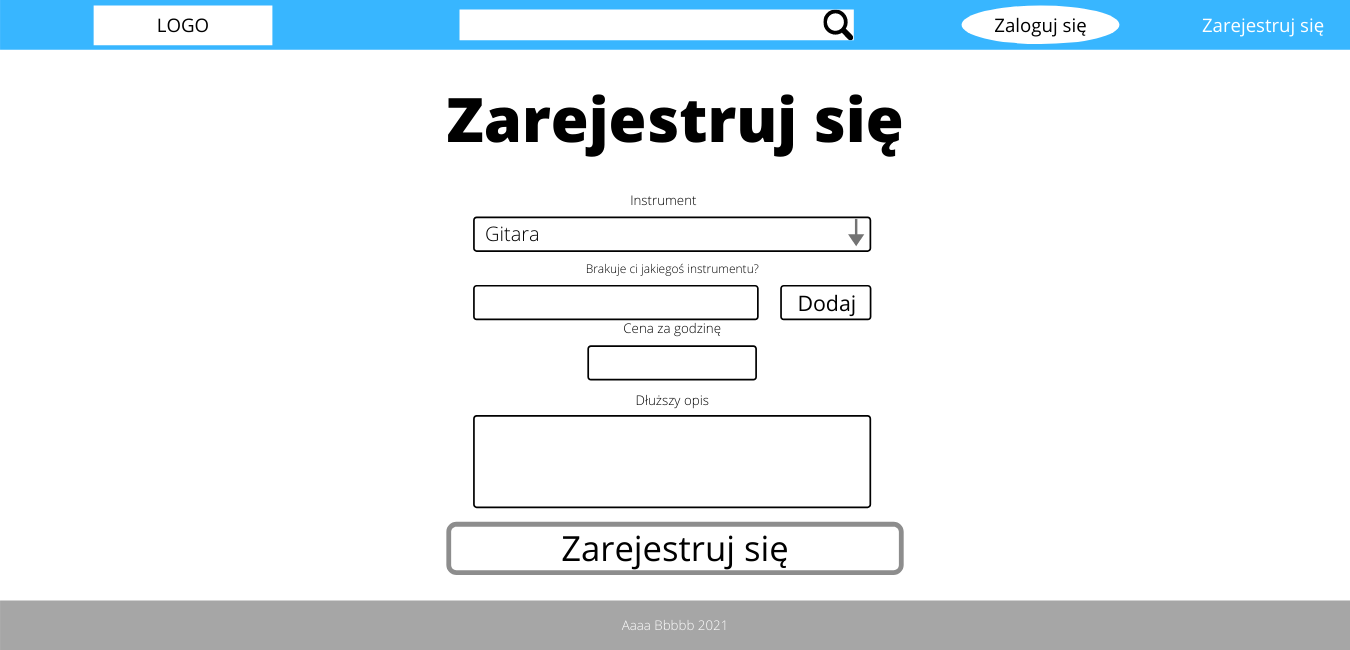 LOGO
Zaloguj się
Zarejestruj się
Zarejestruj się
Instrument
Gitara
Brakuje ci jakiegoś instrumentu?
Dodaj
Cena za godzinę
Dłuższy opis
Zarejestruj się
Aaaa Bbbbb 2021